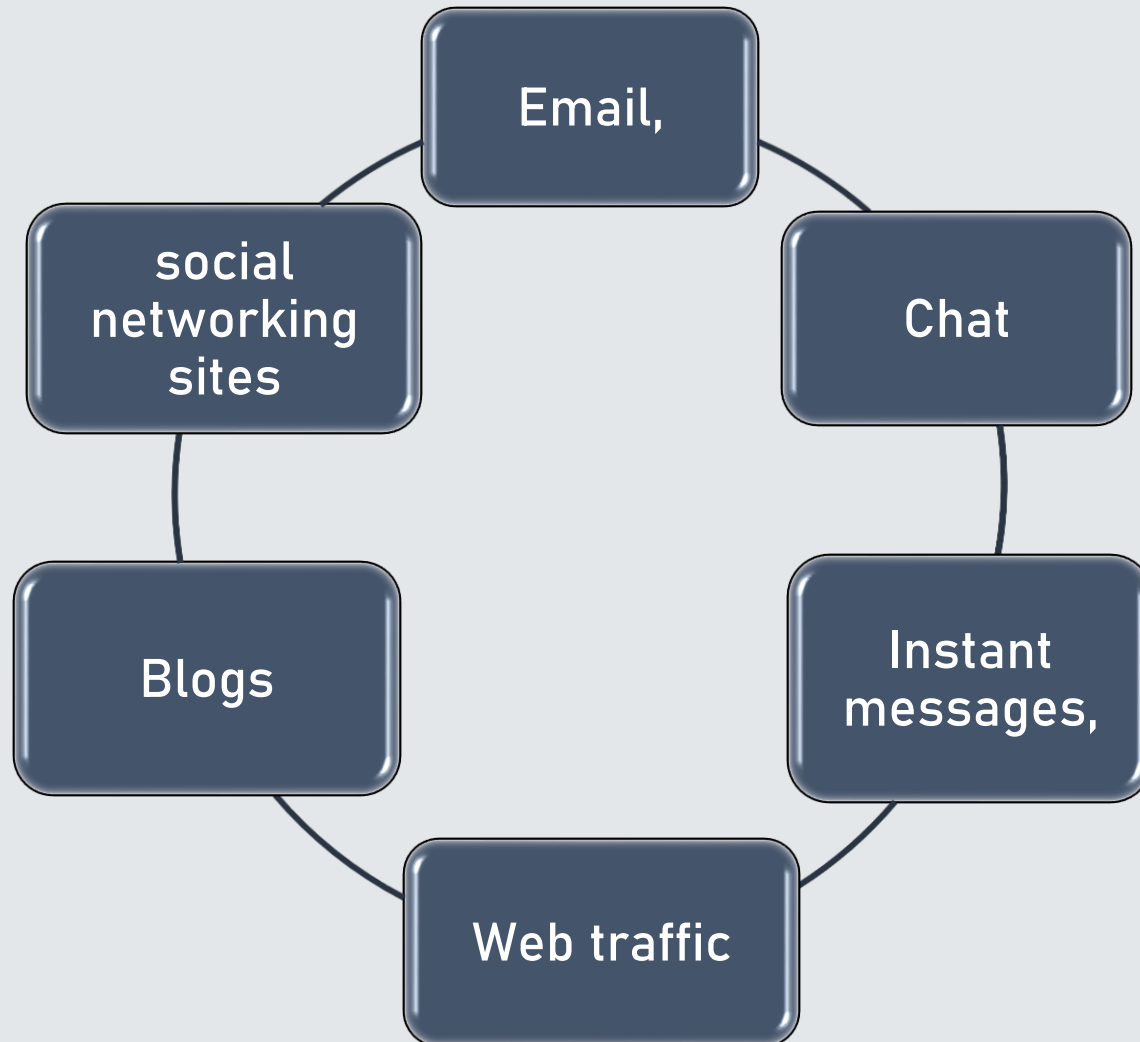 Email,
Chat
Instant
messages,
Web traffic
Blogs
social
networking
sites